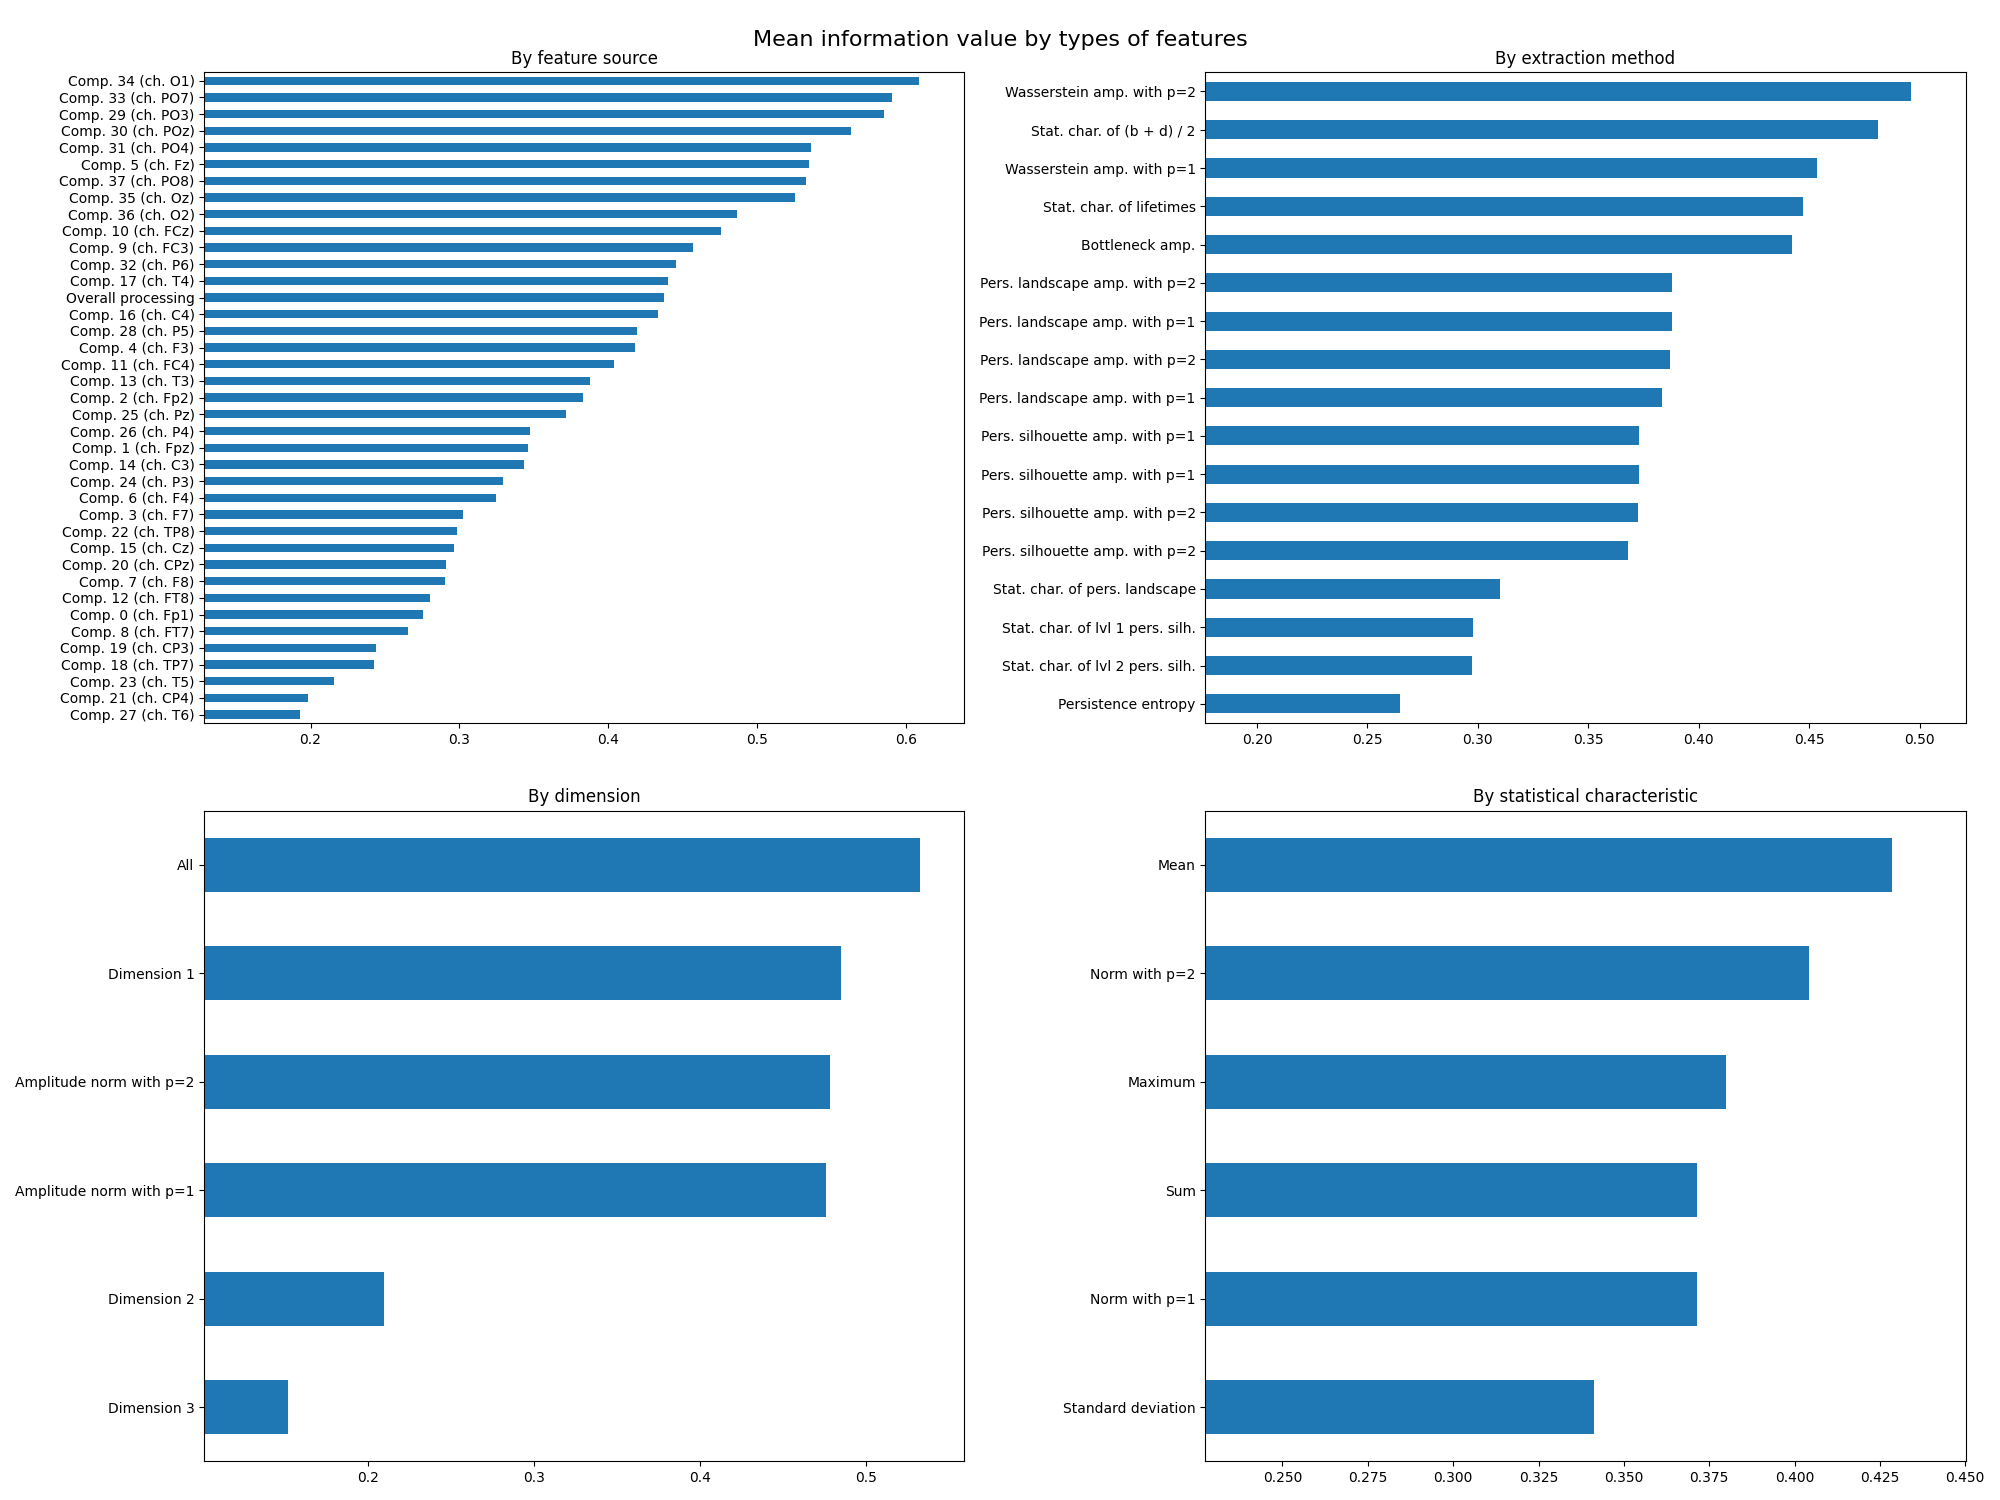 Mean information value by types of features
By feature source
Comp. 34 (ch. O1)
Comp. 33 (ch. PO7)
Comp. 29 (ch. PO3)
Comp. 30 (ch. POz)
Comp. 31 (ch. PO4)
Comp. 5 (ch. Fz)
Comp. 37 (ch. PO8)
Comp. 35 (ch. Oz)
Comp. 36 (ch. O2)
Comp. 10 (ch. FCz)
Comp. 9 (ch. FC3)
Comp. 32 (ch. P6)
Comp. 17 (ch. T4)
Overall processing
Comp. 16 (ch. C4)
Comp. 28 (ch. P5)
Comp. 4 (ch. F3)
Comp. 11 (ch. FC4)
Comp. 13 (ch. T3)
Comp. 2 (ch. Fp2)
Comp. 25 (ch. Pz)
Comp. 26 (ch. P4)
Comp. 1 (ch. Fpz)
Comp. 14 (ch. C3)
Comp. 24 (ch. P3)
Comp. 6 (ch. F4)
Comp. 3 (ch. F7)
Comp. 22 (ch. TP8)
Comp. 15 (ch. Cz)
Comp. 20 (ch. CPz)
Comp. 7 (ch. F8)
Comp. 12 (ch. FT8)
Comp. 0 (ch. Fp1)
Comp. 8 (ch. FT7)
Comp. 19 (ch. CP3)
Comp. 18 (ch. TP7)
Comp. 23 (ch. T5)
Comp. 21 (ch. CP4)
Comp. 27 (ch. T6)
0.2 0.3 0.4 0.5 0.6
By extraction method
Wasserstein amp. with p=2
Stat. char. of (b + d) / 2
Wasserstein amp. with p=1
Stat. char. of lifetimes
Bottleneck amp.
Pers. landscape amp. with p=2
Pers. landscape amp. with p=1
Pers. landscape amp. with p=2
Pers. landscape amp. with p=1
Pers. silhouette amp. with p=1
Pers. silhouette amp. with p=1
Pers. silhouette amp. with p=2
Pers. silhouette amp. with p=2
Stat. char. of pers. landscape
Stat. char. of lvl 1 pers. silh.
Stat. char. of lvl 2 pers. silh.
Persistence entropy
0.20 0.25 0.30 0.35 0.40 0.45 0.50
By dimension
All
Dimension 1
Amplitude norm with p=2
Amplitude norm with p=1
Dimension 2
Dimension 3
0.2 0.3 0.4 0.5
By statistical characteristic
Mean
Norm with p=2
Maximum
Sum
Norm with p=1
Standard deviation
0.250 0.275 0.300 0.325 0.350 0.375 0.400 0.425 0.450